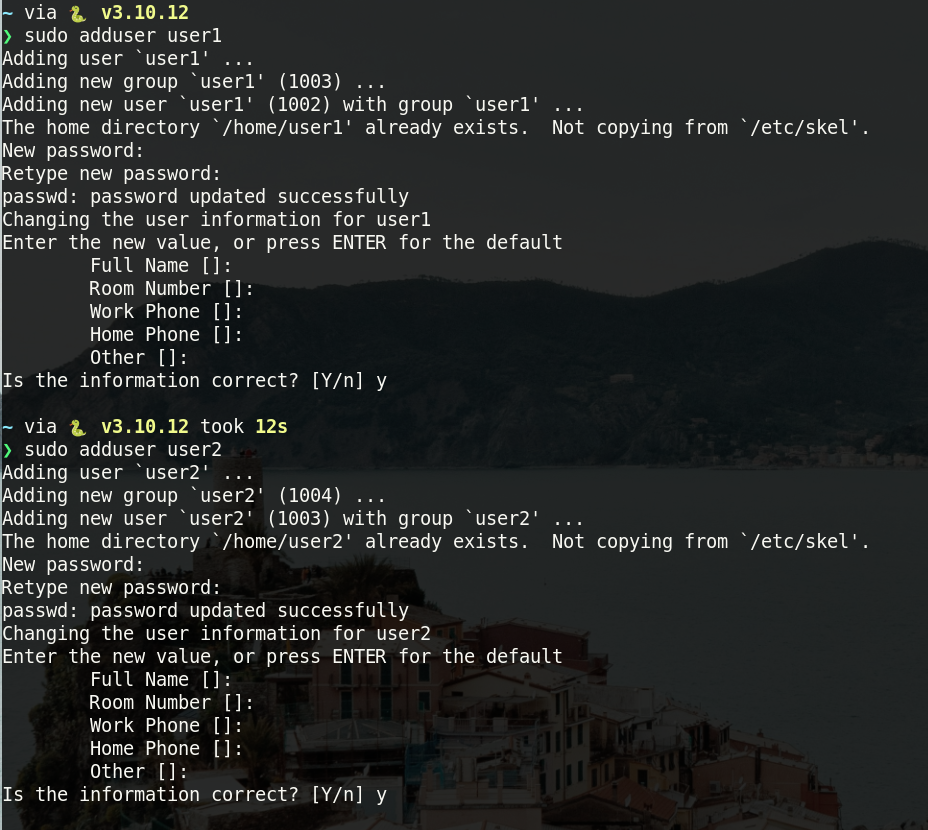 ~ via 🐍 v3.10.12
❯ sudo adduser user1
Adding user `user1' ...
Adding new group `user1' (1003) ...
Adding new user `user1' (1002) with group `user1' ...
The home directory `/home/user1' already exists.  Not copying from `/etc/skel'.
New password:
Retype new password:
passwd: password updated successfully
Changing the user information for user1
Enter the new value, or press ENTER for the default
        Full Name []:
        Room Number []:
        Work Phone []:
        Home Phone []:
        Other []:
Is the information correct? [Y/n] y
~ via 🐍 v3.10.12 took 12s
❯ sudo adduser user2
Adding user `user2' ...
Adding new group `user2' (1004) ...
Adding new user `user2' (1003) with group `user2' ...
The home directory `/home/user2' already exists.  Not copying from `/etc/skel'.
New password:
Retype new password:
passwd: password updated successfully
Changing the user information for user2
Enter the new value, or press ENTER for the default
        Full Name []:
        Room Number []:
        Work Phone []:
        Home Phone []:
        Other []:
Is the information correct? [Y/n] y